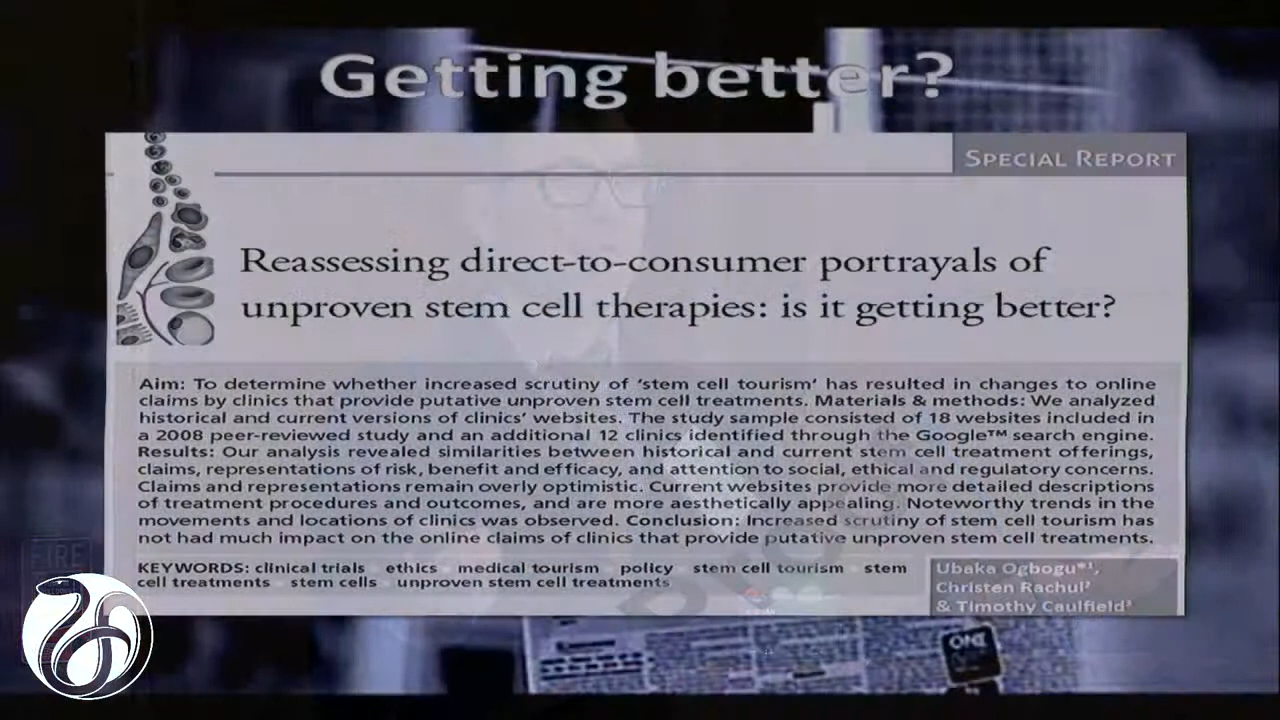 Getting better?
SPECIAL REPORT
Reassessing direct-to-consumer portrayals of
unproven stem cell therapies: is it getting better?
Aim: To determine whether increased scrutiny of ‘stem cell tourism’ has resulted in changes to online
claims by clinics that provide putative unproven stem cell treatments. Materials & methods: We analyzed
historical and current versions of clinics’ websites. The study sample consisted of 18 websites included in
a 2008 peer-reviewed study and an additional 12 clinics identified through the Google™ search engine.
Results: Our analysis revealed similarities between historical and current stem cell treatment offerings,
claims, representations of risk, benefit and efficacy, and attention to social, ethical and regulatory concerns.
Claims and representations remain overly optimistic. Current websites provide more detailed descriptions
of treatment procedures and outcomes, and are more aesthetically appealing. Noteworthy trends in the
movements and locations of clinics was observed. Conclusion: Increased scrutiny of stem cell tourism has
not had much impact on the online claims of clinics that provide putative unproven stem cell treatments.
KEYWORDS: clinical trials ethics medical tourism policy stem cell tourism stem
cell treatments stem cells unproven stem cell treatments
Ubaka Ogbogu*¹,
Christen Rachul²
& Timothy Caulfield³
FIRE
ONE